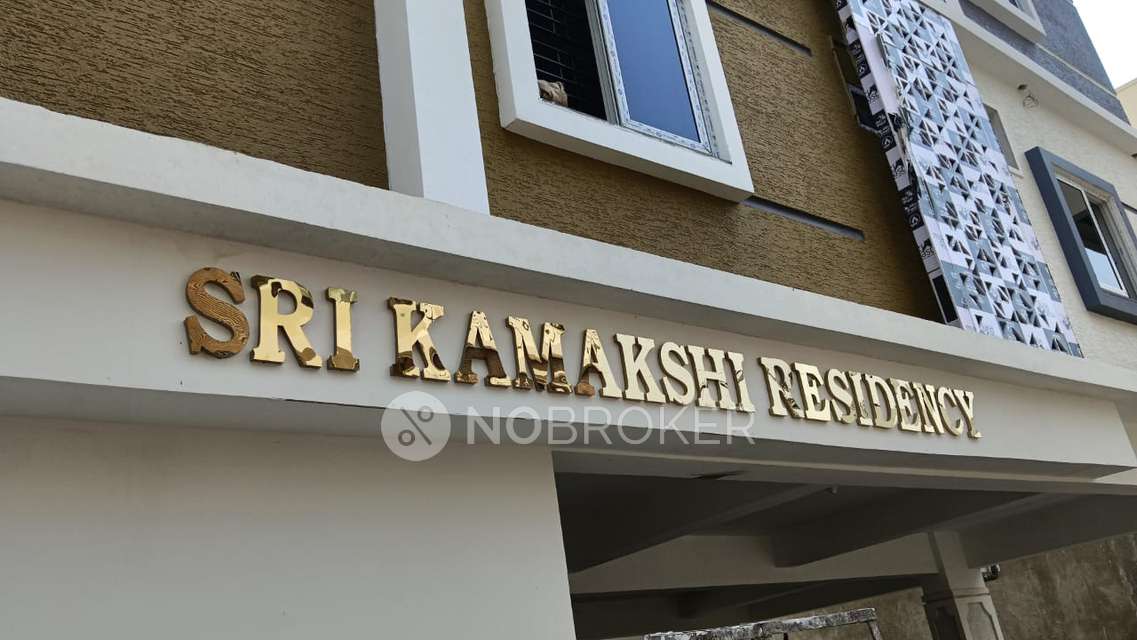 SRI KAMAKSHI RESIDENCY
NOBROKER